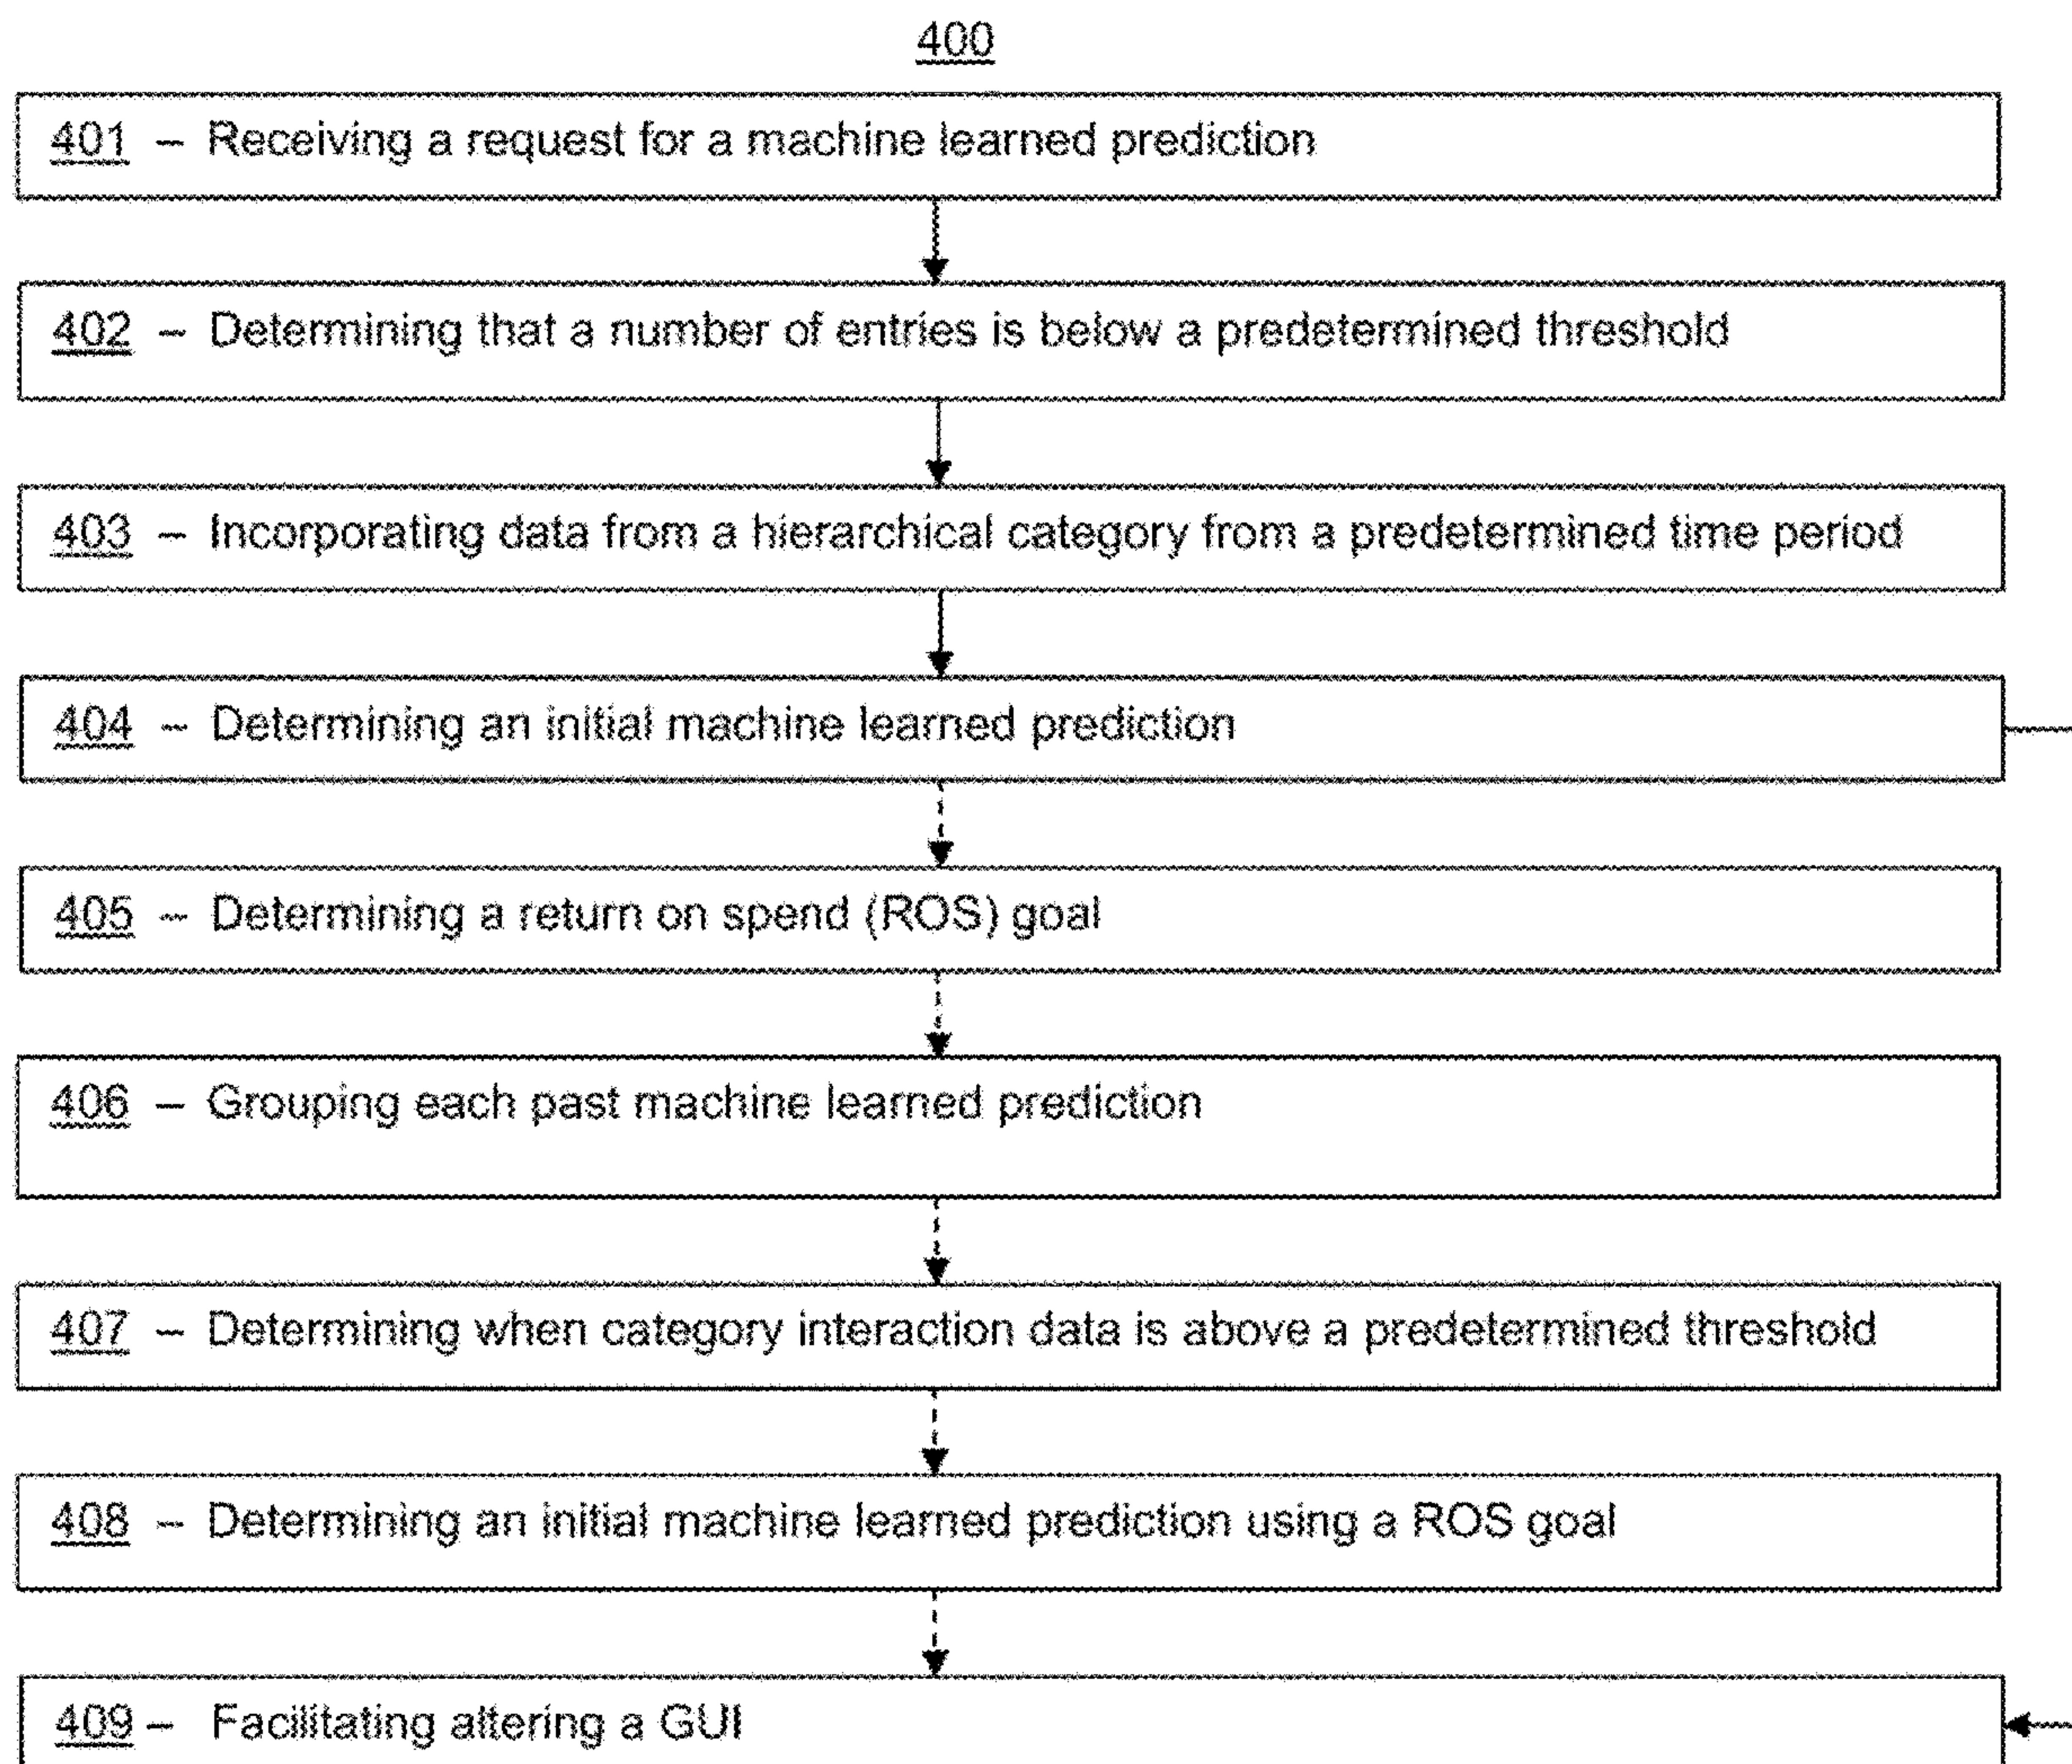 400
401 – Receiving a request for a machine learned prediction
402 – Determining that a number of entries is below a predetermined threshold
403 – Incorporating data from a hierarchical category from a predetermined time period
404 – Determining an initial machine learned prediction
405 – Determining a return on spend (ROS) goal
406 – Grouping each past machine learned prediction
407 – Determining when category interaction data is above a predetermined threshold
408 – Determining an initial machine learned prediction using a ROS goal
409 – Facilitating altering a GUI